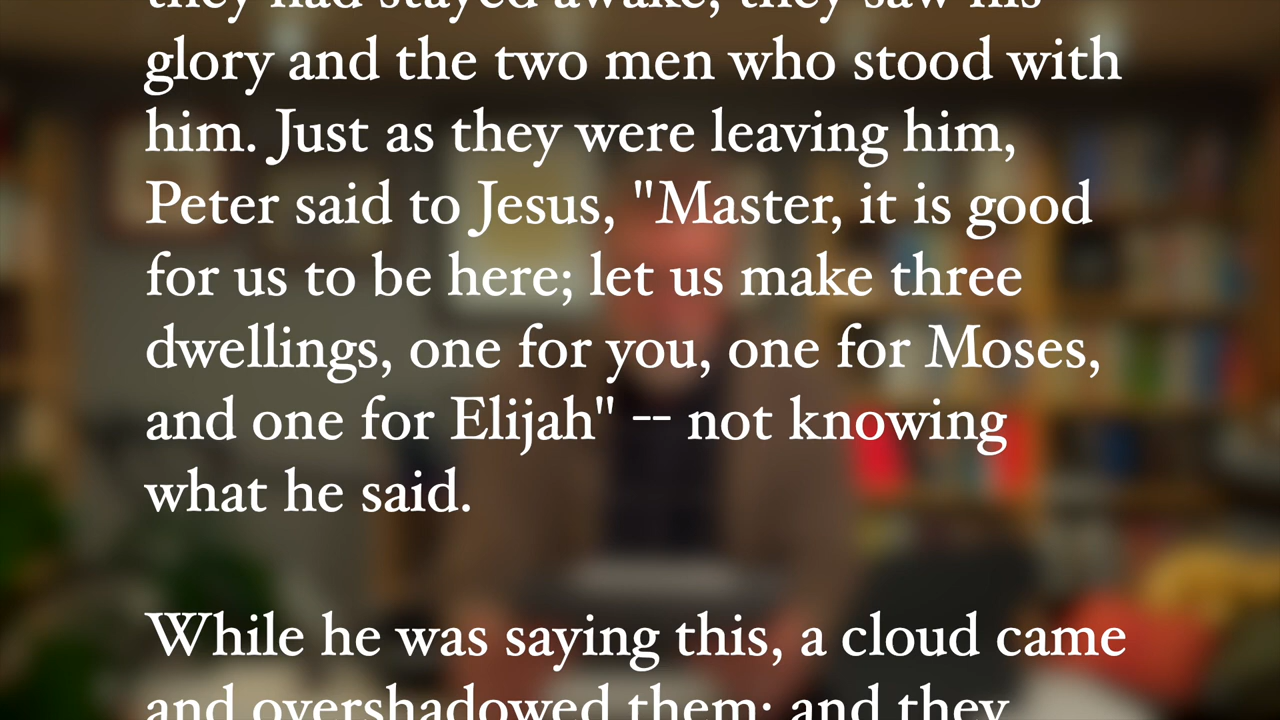 they had stayed awake, they saw his
glory and the two men who stood with
him. Just as they were leaving him,
Peter said to Jesus, "Master, it is good
for us to be here; let us make three
dwellings, one for you, one for Moses,
and one for Elijah" -- not knowing
what he said.
While he was saying this, a cloud came
and overshadowed them; and they